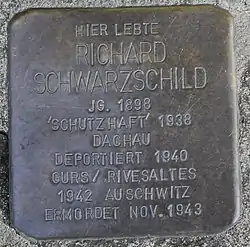 HIER LEBTE
RICHARD
SCHWARZSCHILD
JG. 1898
'SCHUTZHAFT' 1938
DACHAU
DEPORTIERT 1940
GURS / RIVESALTES
1942 AUSCHWITZ
ERMORDET NOV. 1943